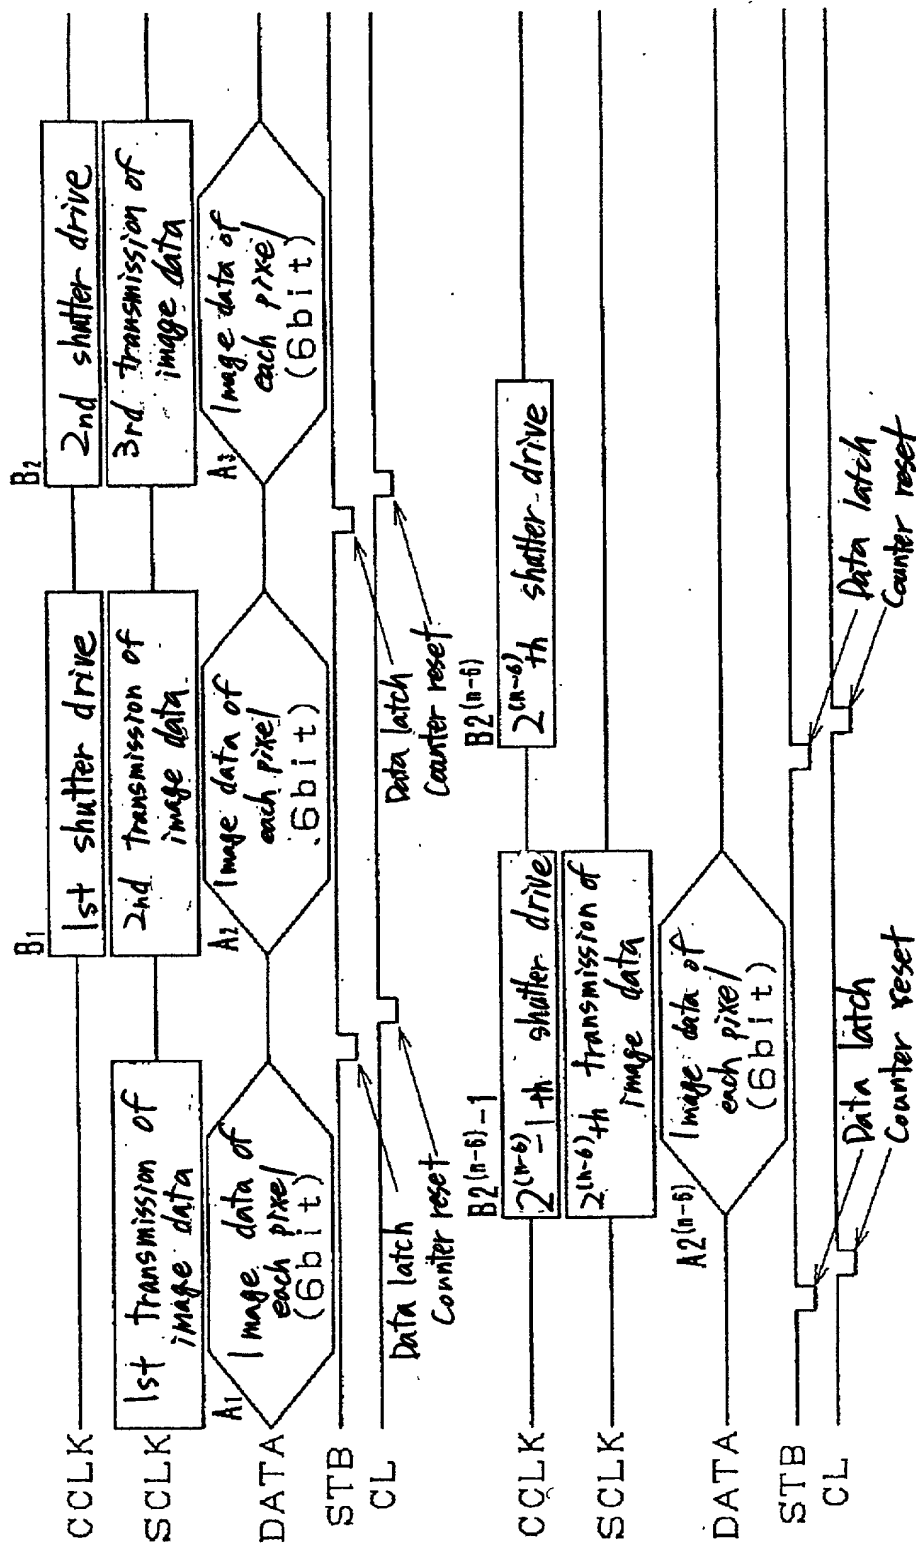 CCLK
B1
1st shutter drive
B2
2nd shutter drive
SCLK
1st transmission of
image data
2nd transmission of
image data
3rd transmission of
image data
DATA
A1
Image data of
each pixel
(6bit)
A2
Image data of
each pixel
(6bit)
A3
Image data of
each pixel
(6bit)
STB
CL
Data latch
Counter reset
Data latch
Counter reset
CCLK
B2(n-6)-1
2(n-6)-1th shutter drive
B2(n-6)
2(n-6)
th shutter drive
SCLK
2(n-6)th transmission of
image data
DATA
A2(n-6)
Image data of
each pixel
(6bit)
STB
CL
Data latch
Counter reset
Data latch
Counter reset